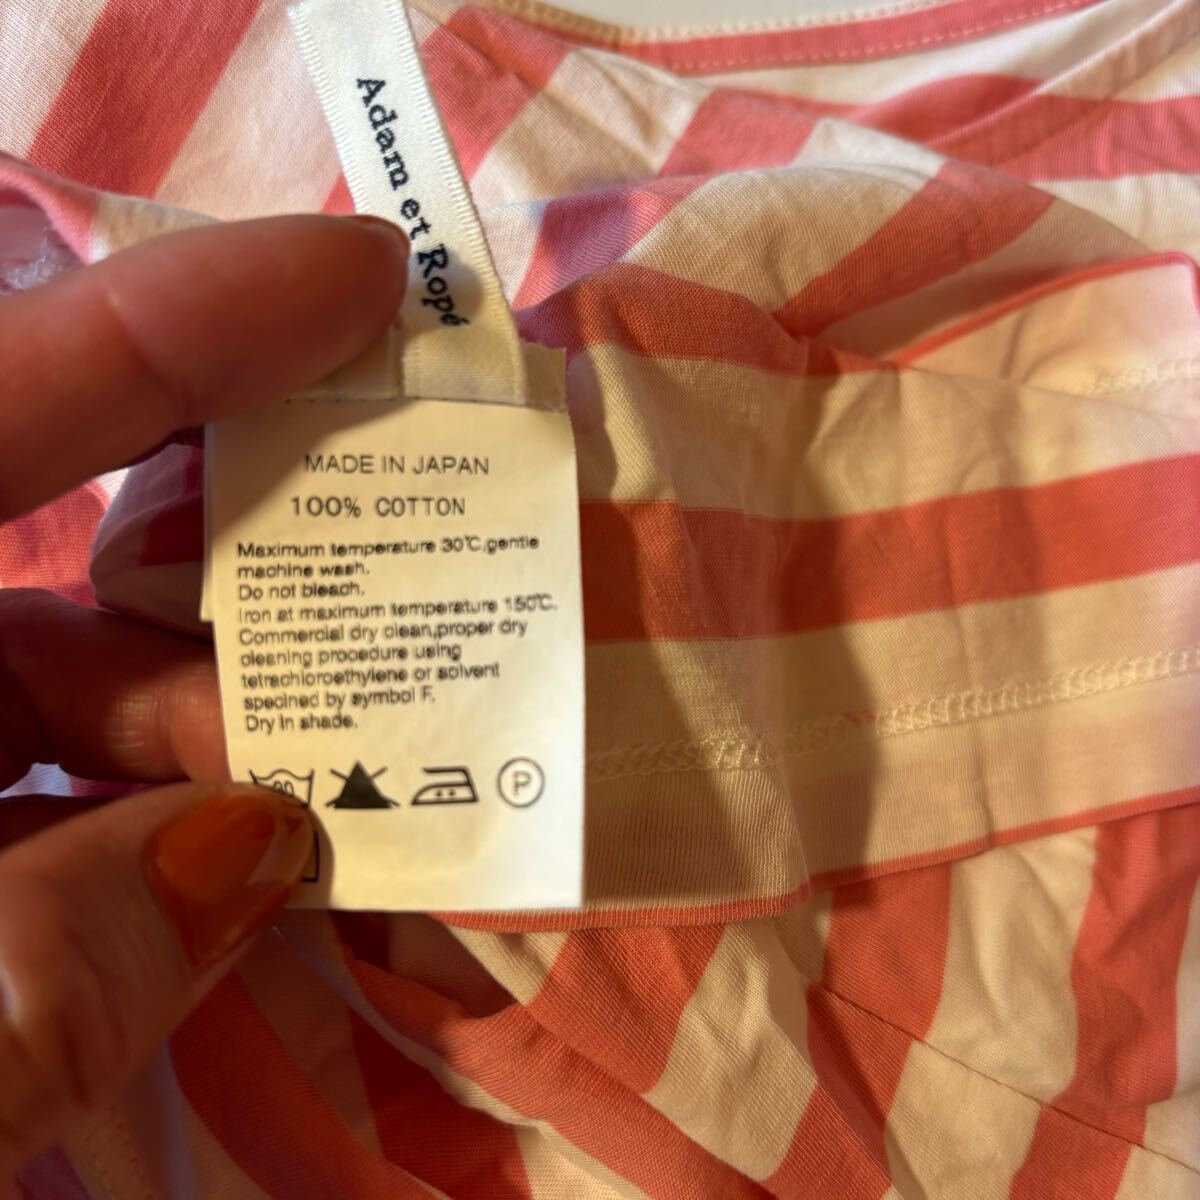 Adam et Ropé
MADE IN JAPAN
100% COTTON
Maximum temperature 30℃,gentle
machine wash.
Do not bleach.
Iron at maximum temperature 150℃.
Commercial dry clean,proper dry
cleaning procedure using
tetrachloroethylene or solvent
specined by symbol F.
Dry in shade.
P